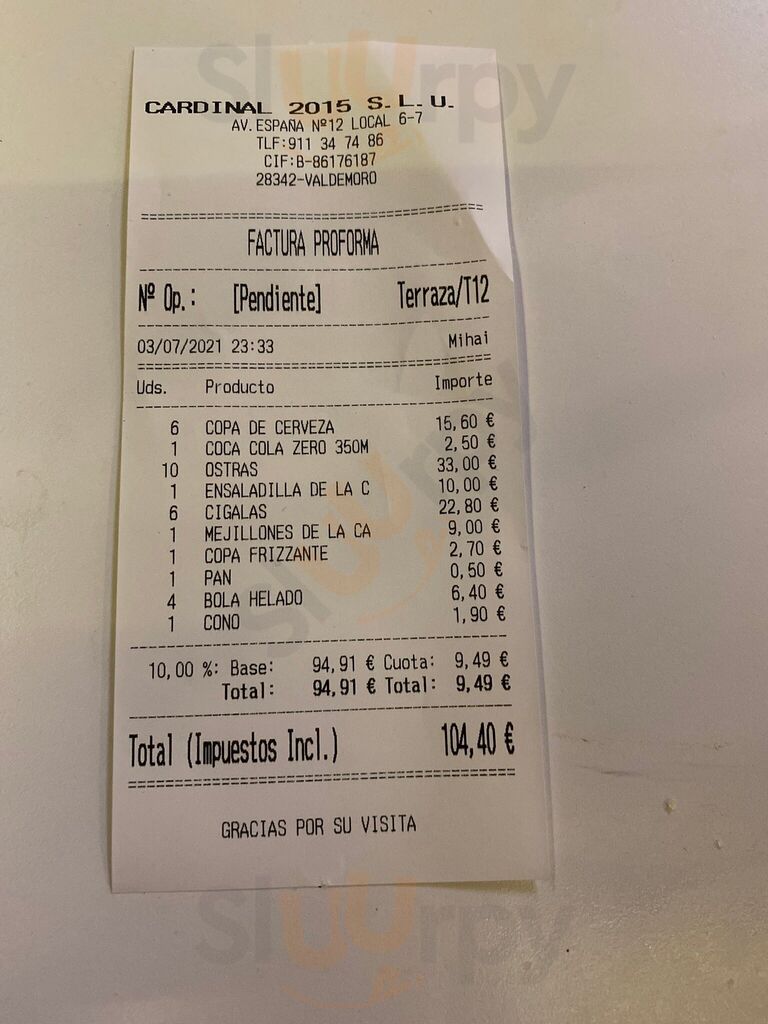 CARDINAL 2015 S.L.U.
AV.ESPAÑA Nº12 LOCAL 6-7
TLF:911 34 74 86
CIF:B-86176187
28342-VALDEMORO
FACTURA PROFORMA
Nº Op.: [Pendiente] Terraza/T12
03/07/2021 23:33 Mihai
Uds. Producto Importe
6 COPA DE CERVEZA 15,60 €
1 COCA COLA ZERO 350M 2,50 €
10 OSTRAS 33,00 €
1 ENSALADILLA DE LA C 10,00 €
6 CIGALAS 22,80 €
1 MEJILLONES DE LA CA 9,00 €
1 COPA FRIZZANTE 2,70 €
1 PAN 0,50 €
4 BOLA HELADO 6,40 €
1 CONO 1,90 €
10,00 %: Base: 94,91 € Cuota: 9,49 €
Total: 94,91 € Total: 9,49 €
Total (Impuestos Incl.) 104,40 €
GRACIAS POR SU VISITA
sluurpy
sluurpy
sluurpy